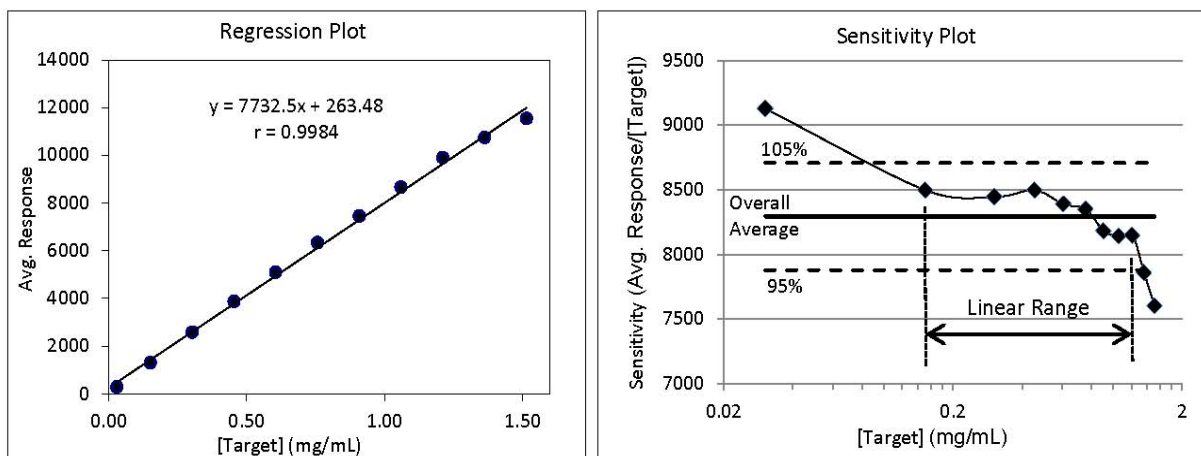 Regression Plot
14000
12000
10000
8000
6000
4000
2000
0
y = 7732.5x + 263.48
r = 0.9984
Avg. Response
0.00
0.50
1.00
1.50
[Target] (mg/mL)
Sensitivity Plot
9500
9000
8500
8000
7500
7000
Sensitivity (Avg. Response/[Target])
105%
Overall
Average
95%
Linear Range
0.02
0.2
2
[Target] (mg/mL)